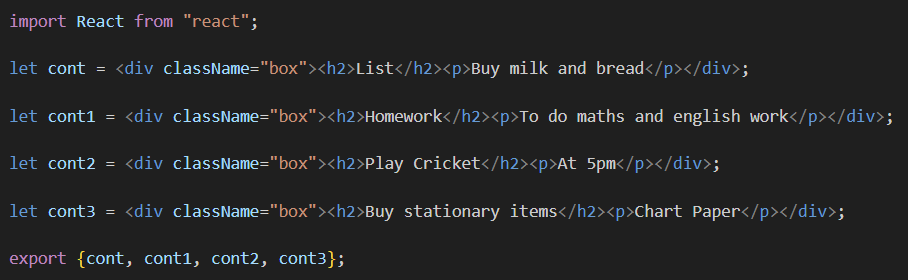 import React from "react";
let cont = <div className="box"><h2>List</h2><p>Buy milk and bread</p></div>;
let cont1 = <div className="box"><h2>Homework</h2><p>To do maths and english work</p></div>;
let cont2 = <div className="box"><h2>Play Cricket</h2><p>At 5pm</p></div>;
let cont3 = <div className="box"><h2>Buy stationary items</h2><p>Chart Paper</p></div>;
export {cont, cont1, cont2, cont3};